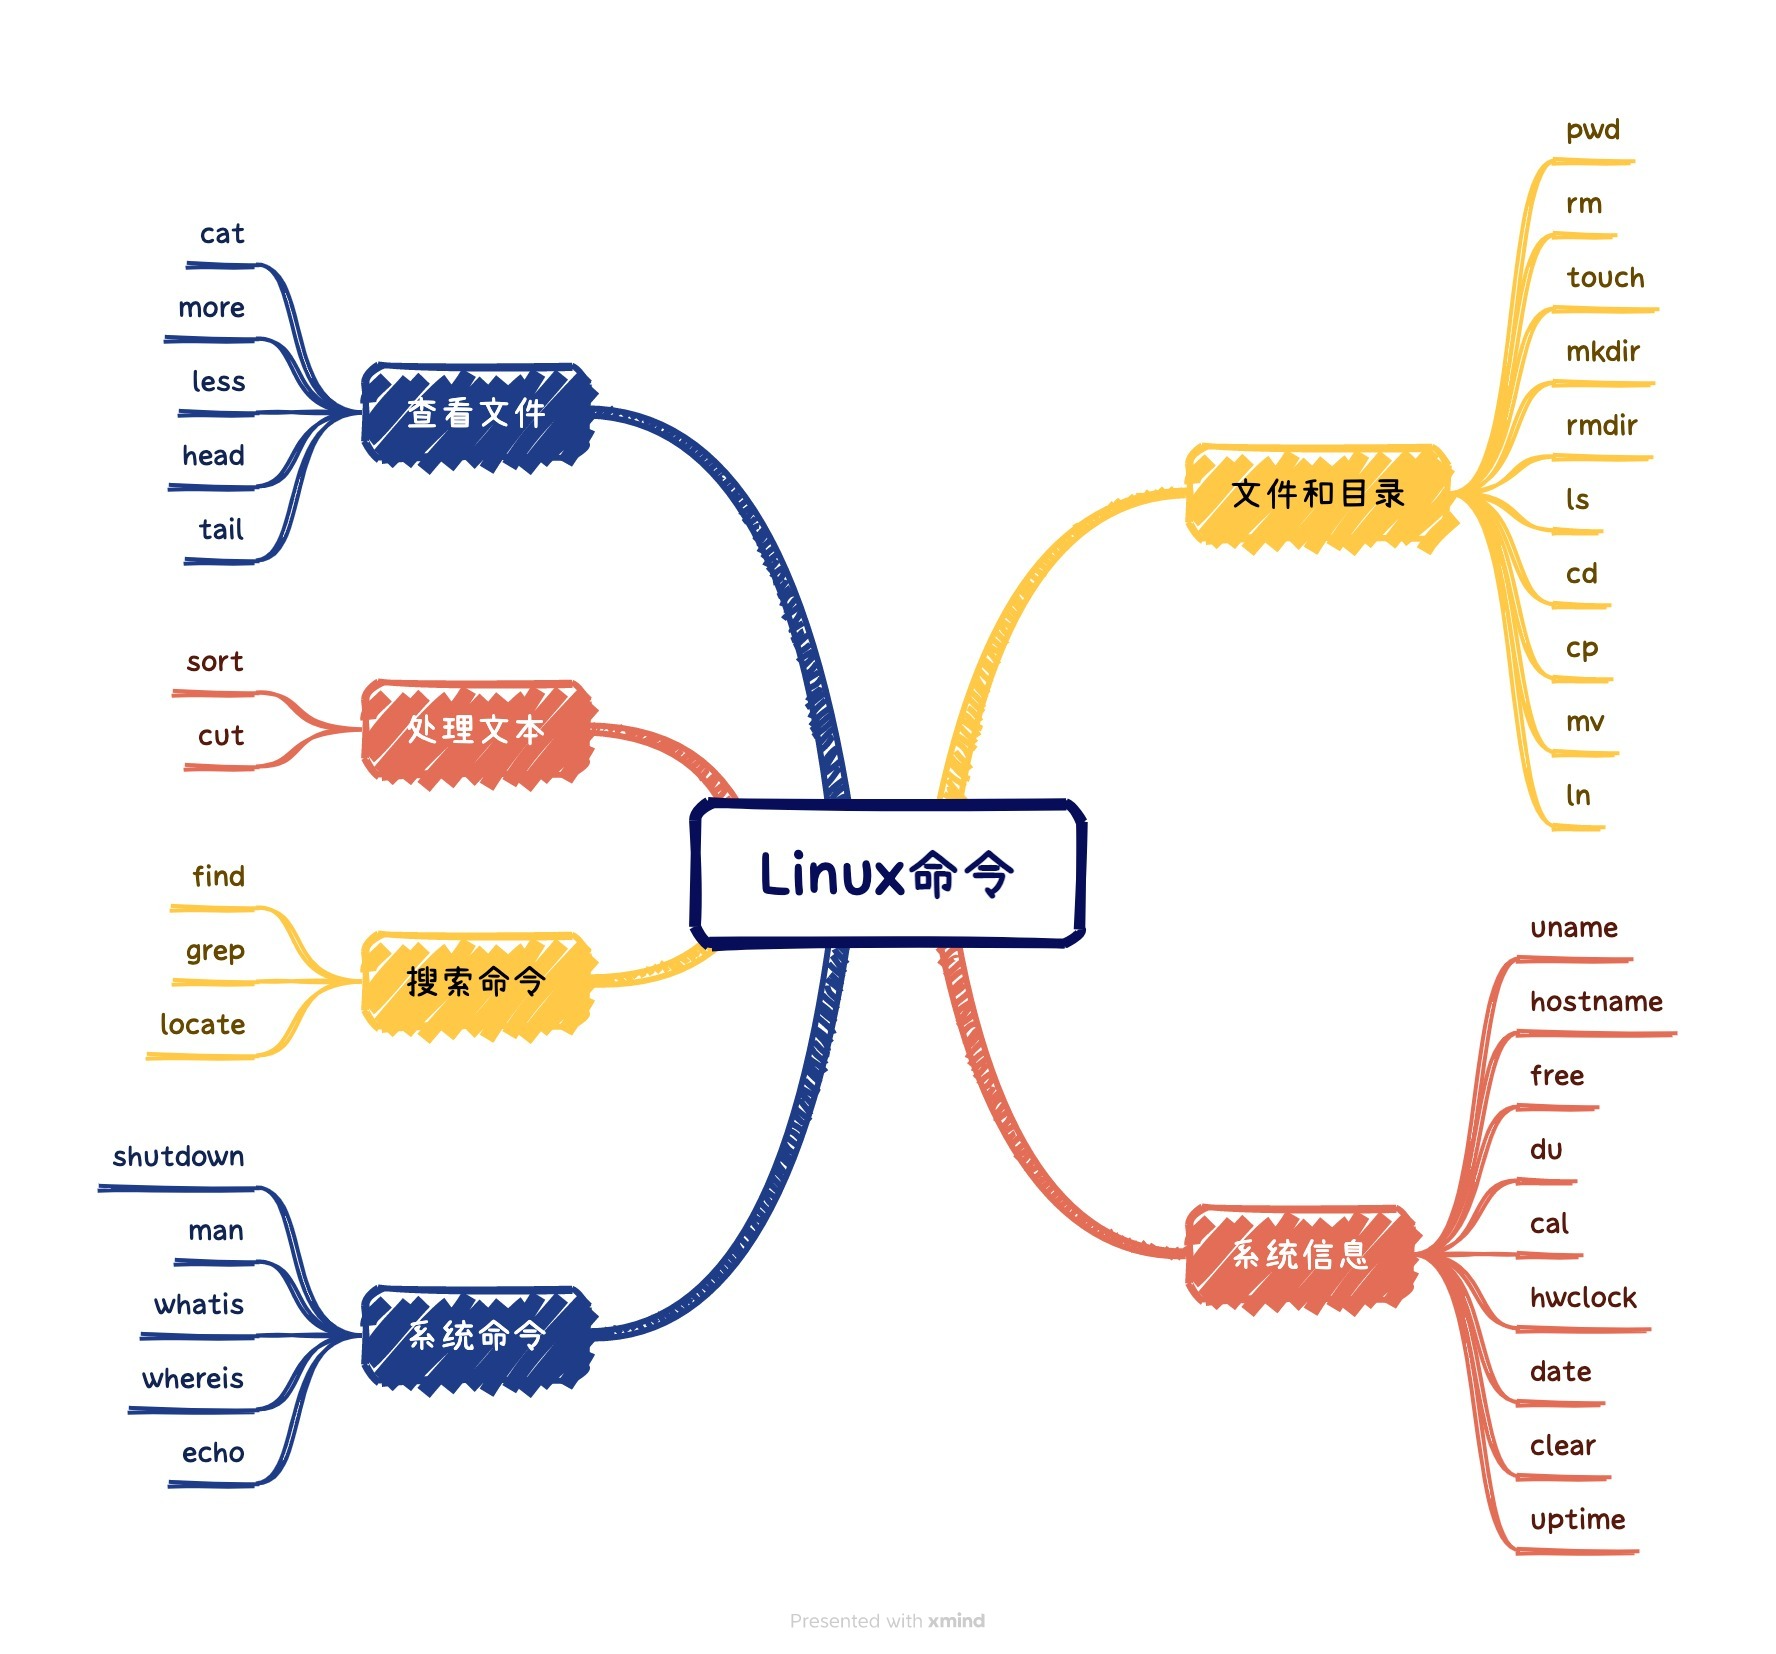 Linux命令
文件和目录
pwd
rm
touch
mkdir
rmdir
ls
cd
cp
mv
ln
系统信息
uname
hostname
free
du
cal
hwclock
date
clear
uptime
查看文件
cat
more
less
head
tail
处理文本
sort
cut
搜索命令
find
grep
locate
系统命令
shutdown
man
whatis
whereis
echo
Presented with xmind